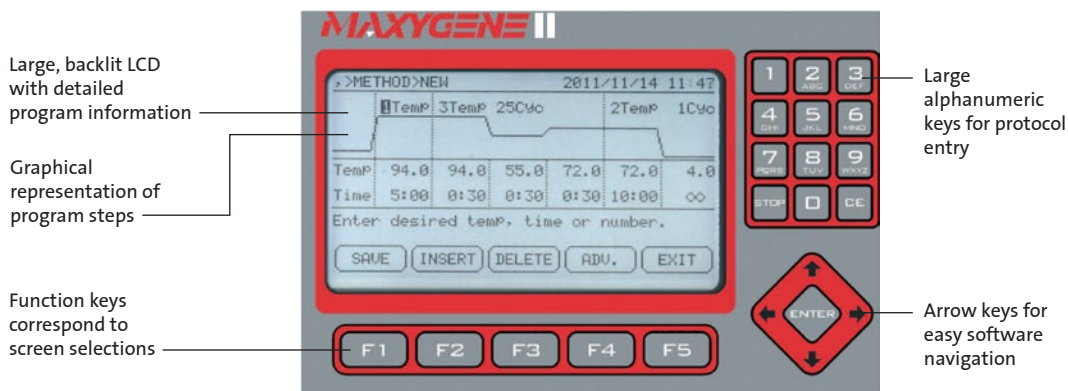 MAXYGENE II
Large, backlit LCD
with detailed
program information
Graphical
representation of
program steps
Function keys
correspond to
screen selections
>METHOD>NEW 2011/11/14 11:47
1Temp 3Temp 25Cyc 2Temp 1Cyc
Temp 94.0 94.0 55.0 72.0 72.0 4.0
Time 5:00 0:30 0:30 0:30 10:00 ∞
Enter desired temp, time or number.
SAVE INSERT DELETE ADV. EXIT
F1 F2 F3 F4 F5
1 2 ABC 3 DEF
4 GHI 5 JKL 6 MNO
7 PQRS 8 TUV 9 WXYZ
STOP 0 CE
ENTER
Large
alphanumeric
keys for protocol
entry
Arrow keys for
easy software
navigation